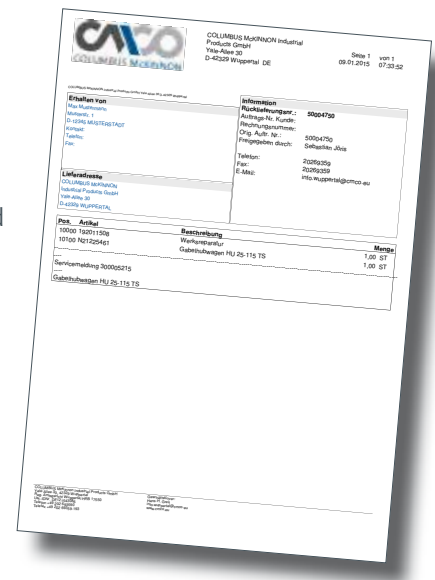 CMCO
COLUMBUS McKINNON
COLUMBUS McKINNON Industrial
Products GmbH
Yale-Allee 30
D-42329 Wuppertal DE
Seite 1 von 1
09.01.2015 07:33:52
Erhalten von
Max Mustermann
Musterstr. 1
D-12345 MUSTERSTADT
Kontakt:
Telefon:
Fax:
Information
Rücklieferungsnr.: 50004750
Auftrags-Nr. Kunde:
Rechnungsnummer:
Orig. Auftr. Nr.: 50004750
Freigegeben durch: Sebastian Jöris
Telefon: 20269359
Fax: 20269359
E-Mail: info.wuppertal@cmco.eu
Lieferadresse
COLUMBUS McKINNON
Industrial Products GmbH
Yale-Allee 30
D-42329 WUPPERTAL
Pos. Artikel Beschreibung Menge
10000 192011508 Werksreparatur 1,00 ST
10100 N21225461 Gabelhubwagen HU 25-115 TS 1,00 ST
-----
Servicemeldung 300005215
-----
Gabelhubwagen HU 25-115 TS